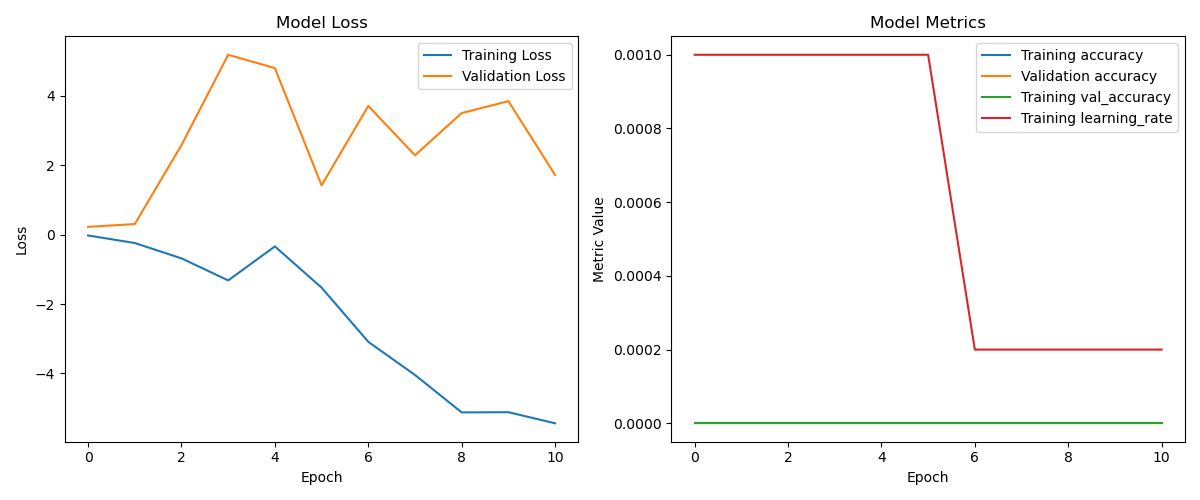 Model Loss
Training Loss
Validation Loss
4
2
0
−2
−4
Loss
0 2 4 6 8 10
Epoch
Model Metrics
Training accuracy
Validation accuracy
Training val_accuracy
Training learning_rate
0.0010
0.0008
0.0006
0.0004
0.0002
0.0000
Metric Value
0 2 4 6 8 10
Epoch